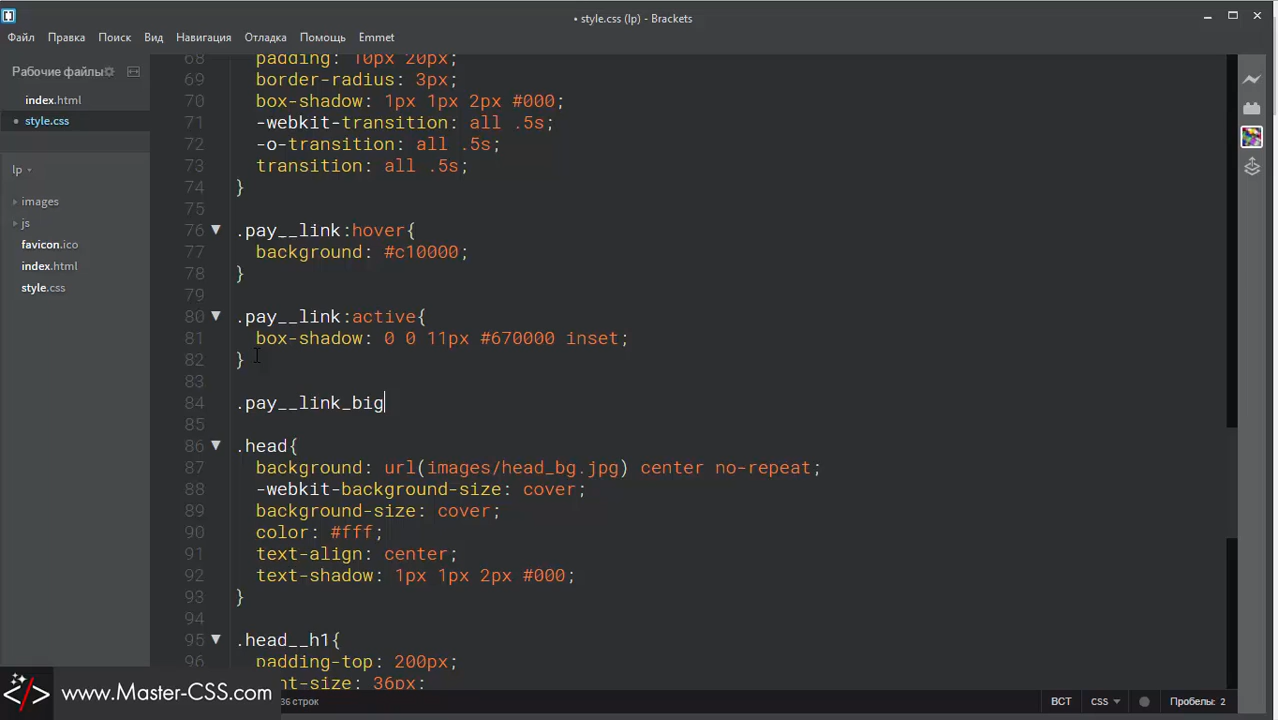 • style.css (lp) - Brackets
Файл Правка Поиск Вид Навигация Отладка Помощь Emmet
Рабочие файлы
index.html
• style.css
lp
images
js
favicon.ico
index.html
style.css
68 padding: 10px 20px;
69 border-radius: 3px;
70 box-shadow: 1px 1px 2px #000;
71 -webkit-transition: all .5s;
72 -o-transition: all .5s;
73 transition: all .5s;
74 }
75
76 .pay__link:hover{
77 background: #c10000;
78 }
79
80 .pay__link:active{
81 box-shadow: 0 0 11px #670000 inset;
82 }
83
84 .pay__link_big
85
86 .head{
87 background: url(images/head_bg.jpg) center no-repeat;
88 -webkit-background-size: cover;
89 background-size: cover;
90 color: #fff;
91 text-align: center;
92 text-shadow: 1px 1px 2px #000;
93 }
94
95 .head__h1{
96 padding-top: 200px;
36px;
www.Master-CSS.com
36 строк
ВСТ CSS Пробелы: 2